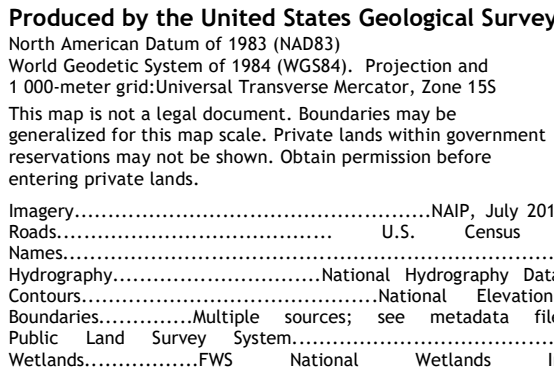 Produced by the United States Geological Survey
North American Datum of 1983 (NAD83)
World Geodetic System of 1984 (WGS84). Projection and
1 000-meter grid:Universal Transverse Mercator, Zone 15S
This map is not a legal document. Boundaries may be
generalized for this map scale. Private lands within government
reservations may not be shown. Obtain permission before
entering private lands.
Imagery.....................................................NAIP, July 201
Roads......................................... U.S. Census
Names..........................................................................
Hydrography...............................National Hydrography Data
Contours............................................National Elevation
Boundaries..............Multiple sources; see metadata file
Public Land Survey System.......................................
Wetlands.................FWS National Wetlands